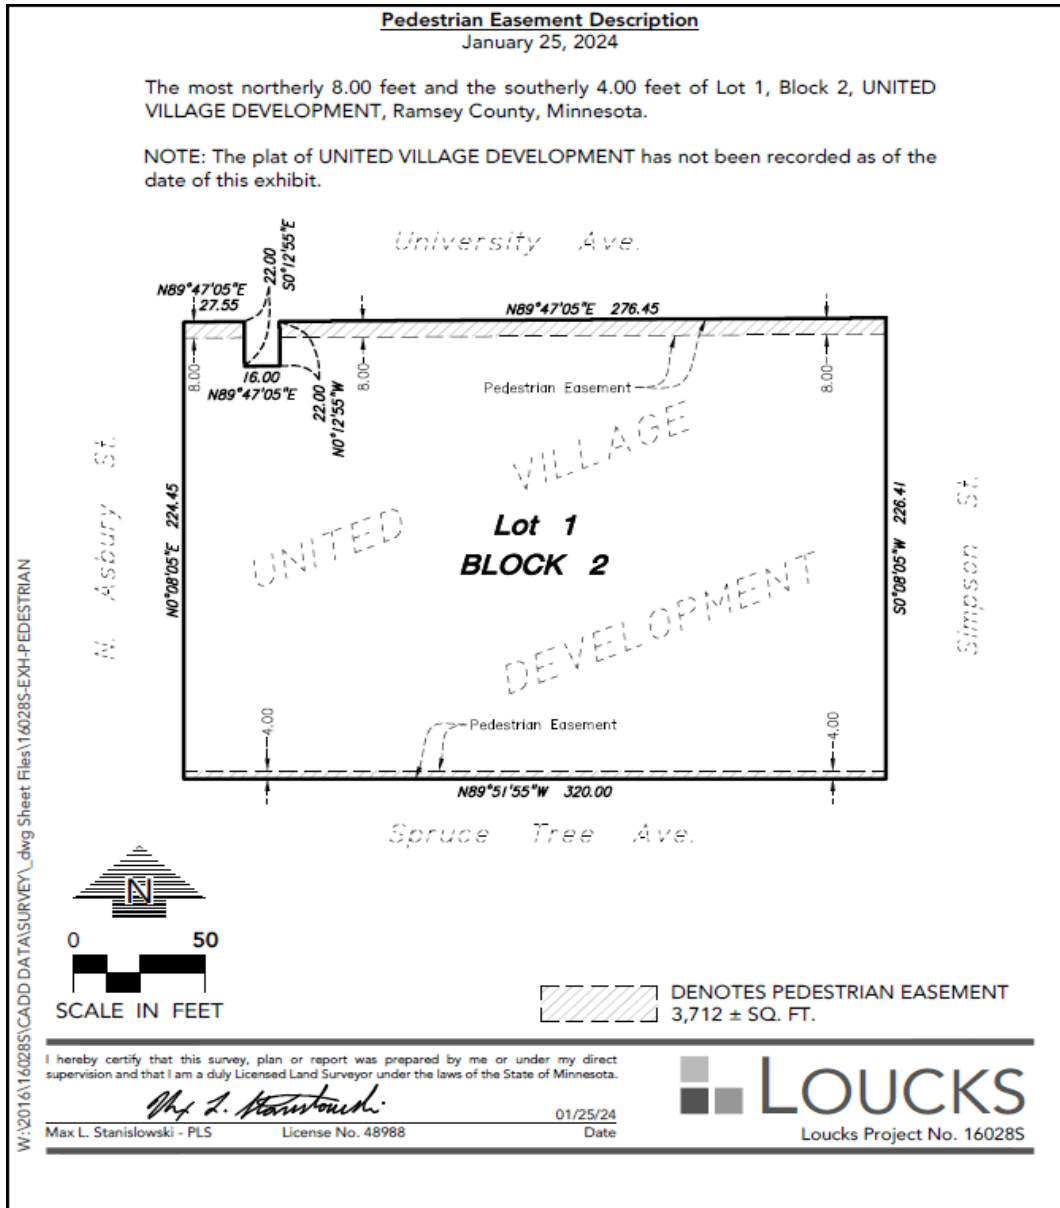 Pedestrian Easement Description
January 25, 2024
The most northerly 8.00 feet and the southerly 4.00 feet of Lot 1, Block 2, UNITED
VILLAGE DEVELOPMENT, Ramsey County, Minnesota.
NOTE: The plat of UNITED VILLAGE DEVELOPMENT has not been recorded as of the
date of this exhibit.
University Ave.
N89°47'05"E
27.55
22.00
S0°12'55"E
N89°47'05"E 276.45
8.00
16.00
N89°47'05"E
22.00
N0°12'55"W
8.00
Pedestrian Easement
8.00
N. Asbury St.
N0°08'05"E 224.45
UNITED
VILLAGE
DEVELOPMENT
Lot 1
BLOCK 2
S0°08'05"W 226.41
Simpson St.
4.00
Pedestrian Easement
4.00
N89°51'55"W 320.00
Spruce Tree Ave.
W:\2016\16028S\CADD DATA\SURVEY\_dwg Sheet Files\16028S-EXH-PEDESTRIAN
N
0 50
SCALE IN FEET
DENOTES PEDESTRIAN EASEMENT
3,712 ± SQ. FT.
I hereby certify that this survey, plan or report was prepared by me or under my direct
supervision and that I am a duly Licensed Land Surveyor under the laws of the State of Minnesota.
Max L. Stanislowski
01/25/24
Max L. Stanislowski - PLS License No. 48988 Date
LOUCKS
Loucks Project No. 16028S